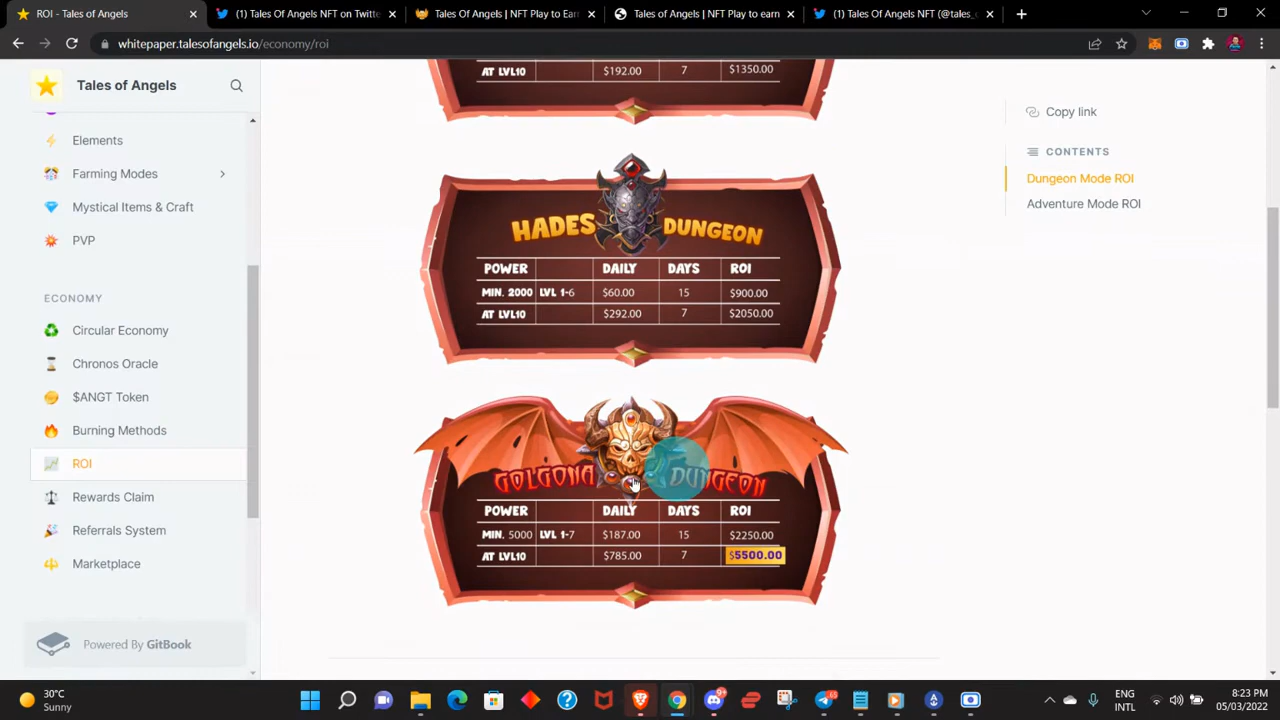 ROI - Tales of Angels
(1) Tales Of Angels NFT on Twitte
Tales of Angels | NFT Play to Earn
Tales of Angels | NFT Play to earn
(1) Tales Of Angels NFT (@tales_
whitepaper.talesofangels.io/economy/roi
Tales of Angels
Elements
Farming Modes
Mystical Items & Craft
PVP
ECONOMY
Circular Economy
Chronos Oracle
$ANGT Token
Burning Methods
ROI
Rewards Claim
Referrals System
Marketplace
Powered By GitBook
AT LVL10 $192.00 7 $1350.00
HADES DUNGEON
POWER DAILY DAYS ROI
MIN. 2000 LVL 1-6 $60.00 15 $900.00
AT LVL10 $292.00 7 $2050.00
GOLGONA DUNGEON
POWER DAILY DAYS ROI
MIN. 5000 LVL 1-7 $187.00 15 $2250.00
AT LVL10 $785.00 7 $5500.00
Copy link
CONTENTS
Dungeon Mode ROI
Adventure Mode ROI
30°C
Sunny
ENG
INTL
8:23 PM
05/03/2022